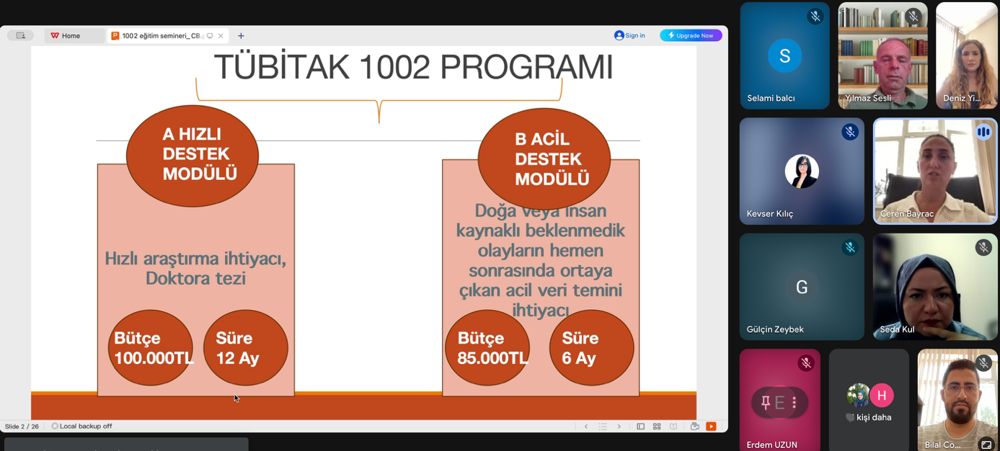 Home
1002 eğitim semineri_ CB.
Sign in
Upgrade Now
TÜBİTAK 1002 PROGRAMI
A HIZLI
DESTEK
MODÜLÜ
Hızlı araştırma ihtiyacı,
Doktora tezi
Bütçe
100.000TL
Süre
12 Ay
B ACİL
DESTEK
MODÜLÜ
Doğa veya insan
kaynaklı beklenmedik
olayların hemen
sonrasında ortaya
çıkan acil veri temini
ihtiyacı
Bütçe
85.000TL
Süre
6 Ay
Slide 2 / 26
Local backup off
S
Selami balcı
Yılmaz Sesli
Deniz Yi...
Kevser Kılıç
Ceren Bayrac
G
Gülçin Zeybek
Seda Kul
E
Erdem UZUN
H
kişi daha
Bilal Co...